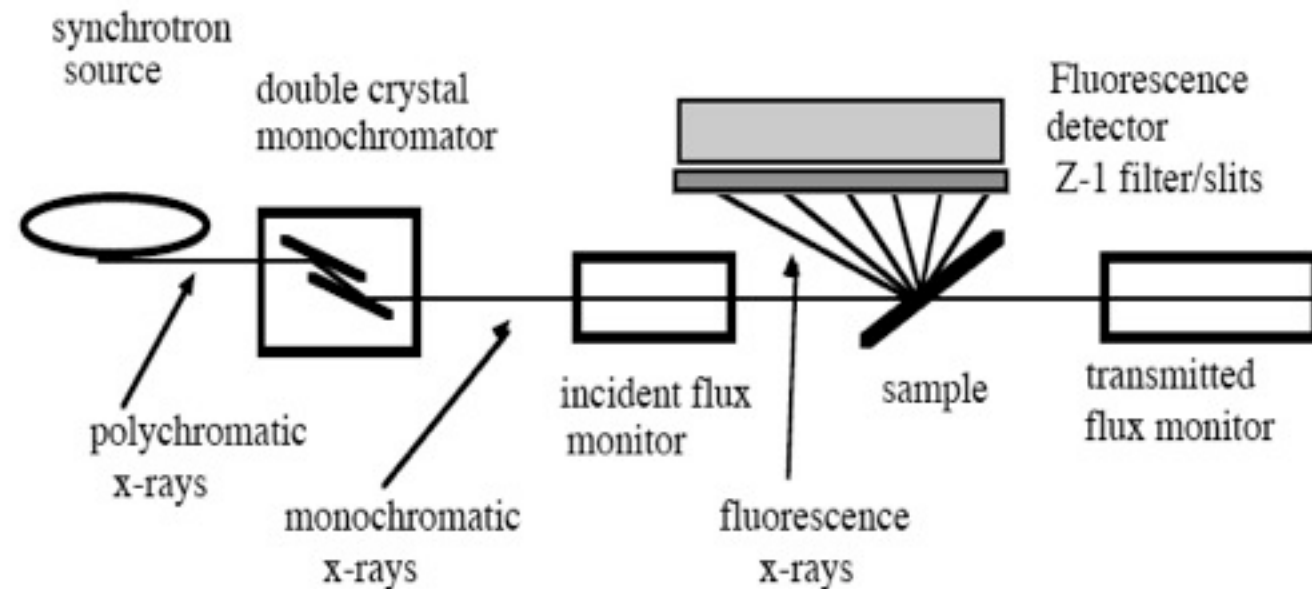 synchrotron
source
double crystal
monochromator
Fluorescence
detector
Z-1 filter/slits
polychromatic
x-rays
monochromatic
x-rays
incident flux
monitor
fluorescence
x-rays
sample
transmitted
flux monitor